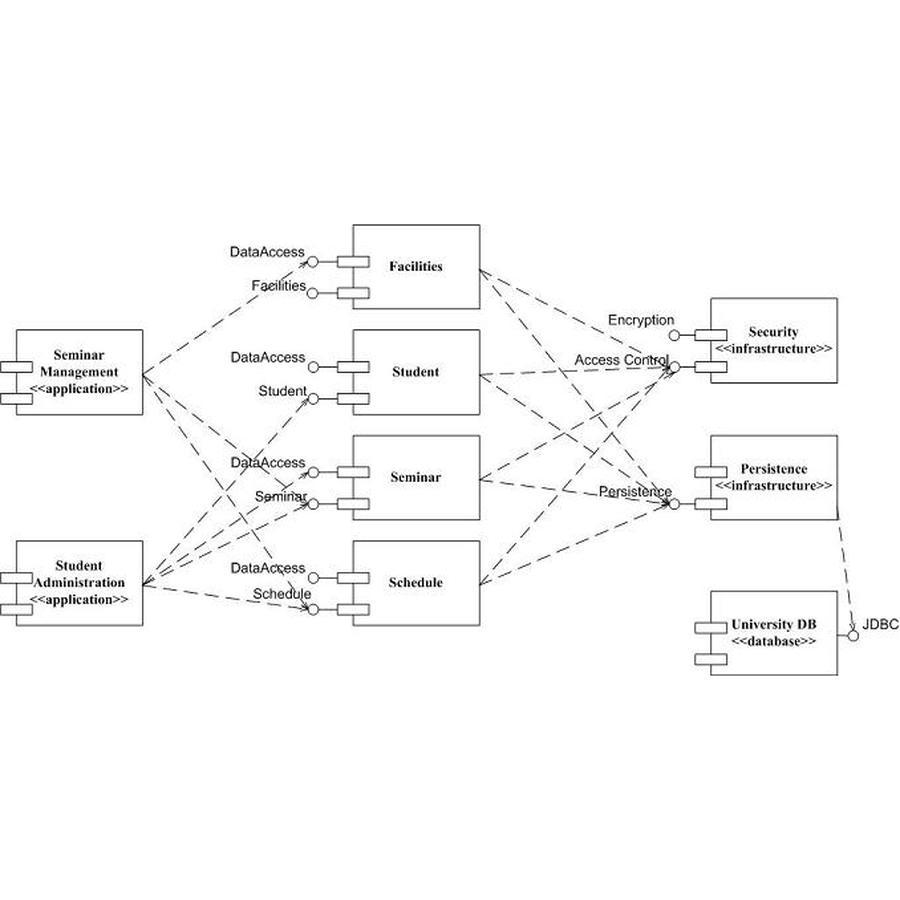 DataAccess
Facilities
Facilities
Encryption
Security
<<infrastructure>>
Access Control
Seminar
Management
<<application>>
DataAccess
Student
Student
DataAccess
Seminar
Seminar
Persistence
Persistence
<<infrastructure>>
Student
Administration
<<application>>
DataAccess
Schedule
Schedule
University DB
<<database>>
JDBC